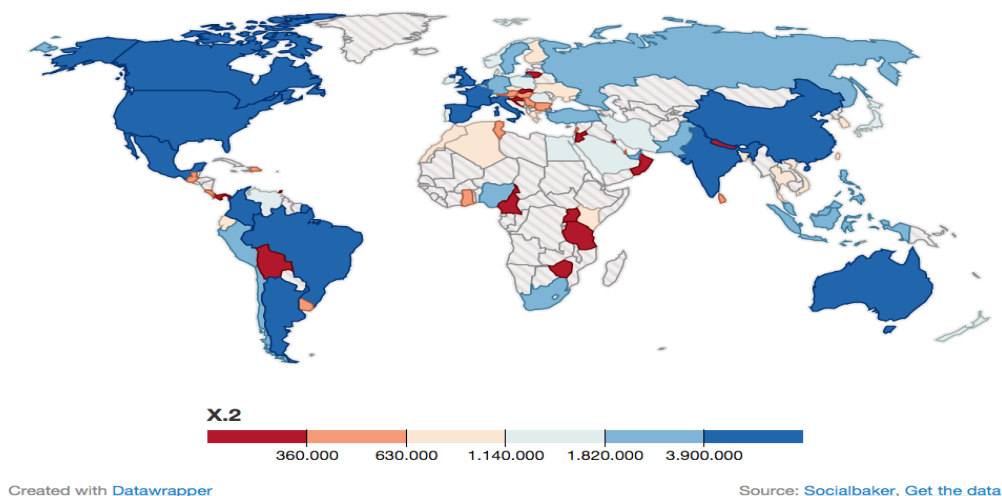 X.2
360.000 630.000 1.140.000 1.820.000 3.900.000
Created with Datawrapper Source: Socialbaker, Get the data